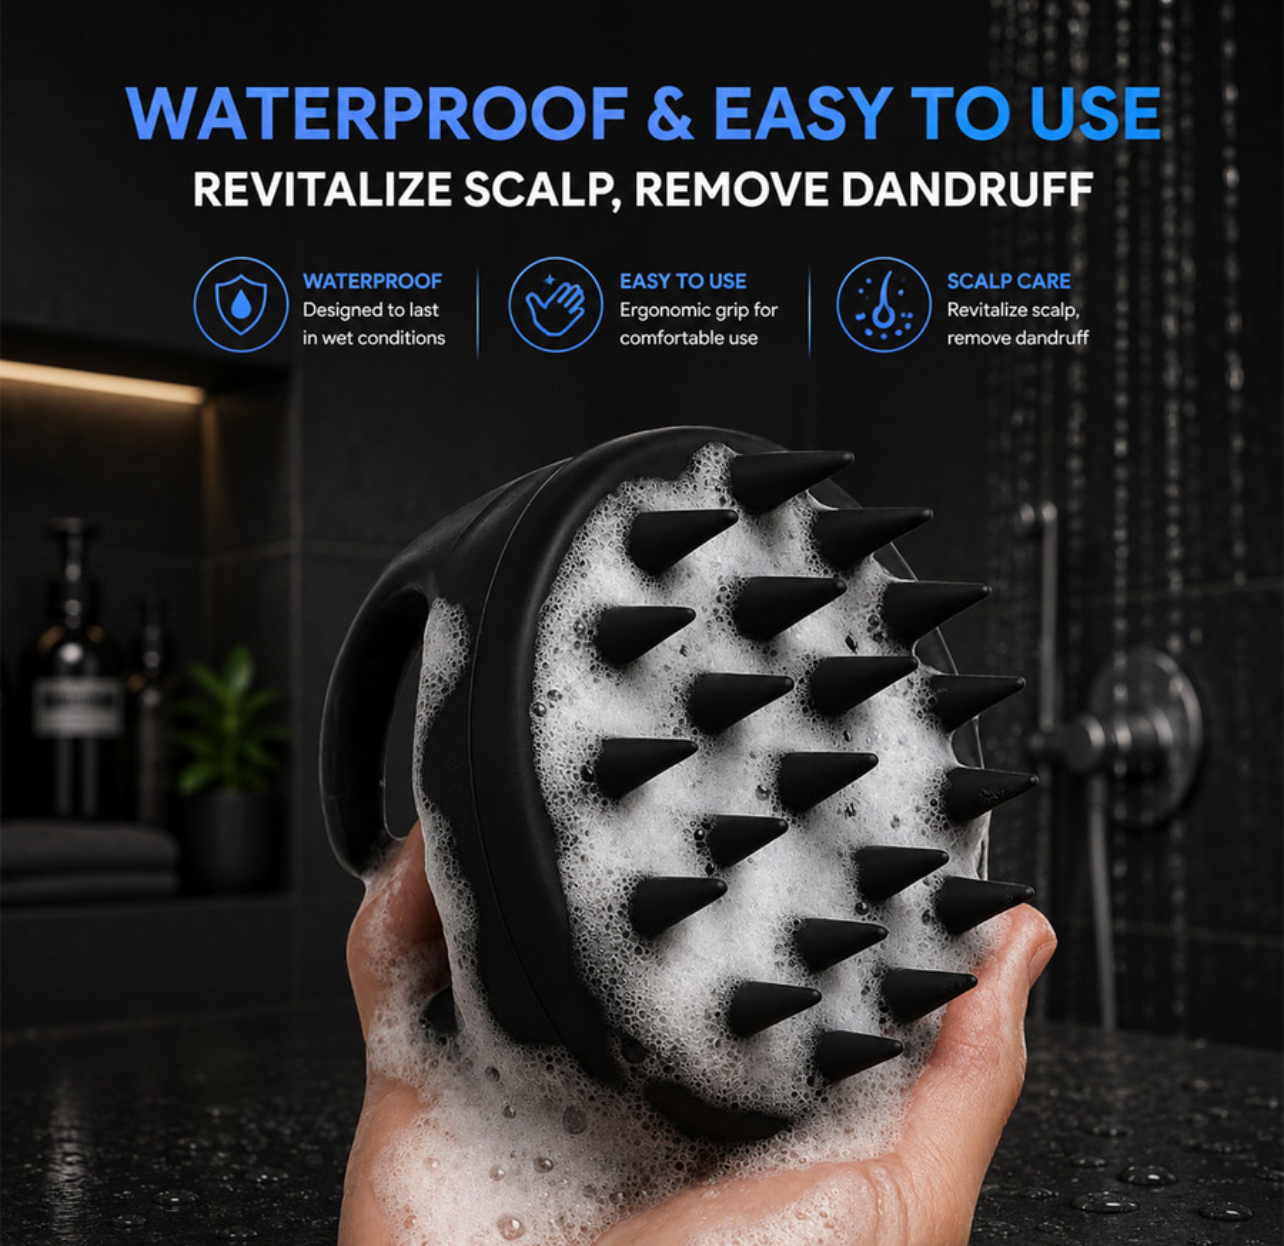 WATERPROOF & EASY TO USE
REVITALIZE SCALP, REMOVE DANDRUFF
WATERPROOF
Designed to last
in wet conditions
EASY TO USE
Ergonomic grip for
comfortable use
SCALP CARE
Revitalize scalp,
remove dandruff